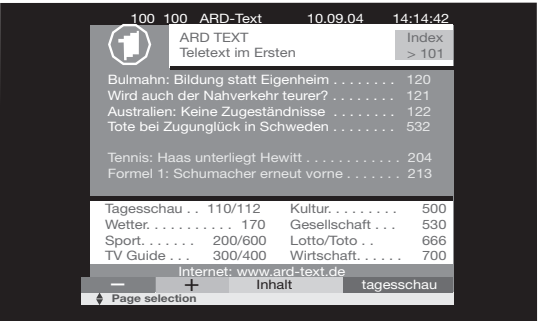 100 100 ARD-Text 10.09.04 14:14:42
ARD TEXT Index
Teletext im Ersten > 101
Bulmahn: Bildung statt Eigenheim . . . . . . . . 120
Wird auch der Nahverkehr teurer? . . . . . . . . 121
Australien: Keine Zugeständnisse . . . . . . . . 122
Tote bei Zugunglück in Schweden . . . . . . . . 532
Tennis: Haas unterliegt Hewitt . . . . . . . . . . . . 204
Formel 1: Schumacher erneut vorne . . . . . . . 213
Tagesschau . . 110/112 Kultur. . . . . . . . 500
Wetter. . . . . . . . . . . 170 Gesellschaft . . . 530
Sport. . . . . . . 200/600 Lotto/Toto . . 666
TV Guide . . . 300/400 Wirtschaft. . . . . . 700
Internet: www.ard-text.de
– + Inhalt tagesschau
Page selection